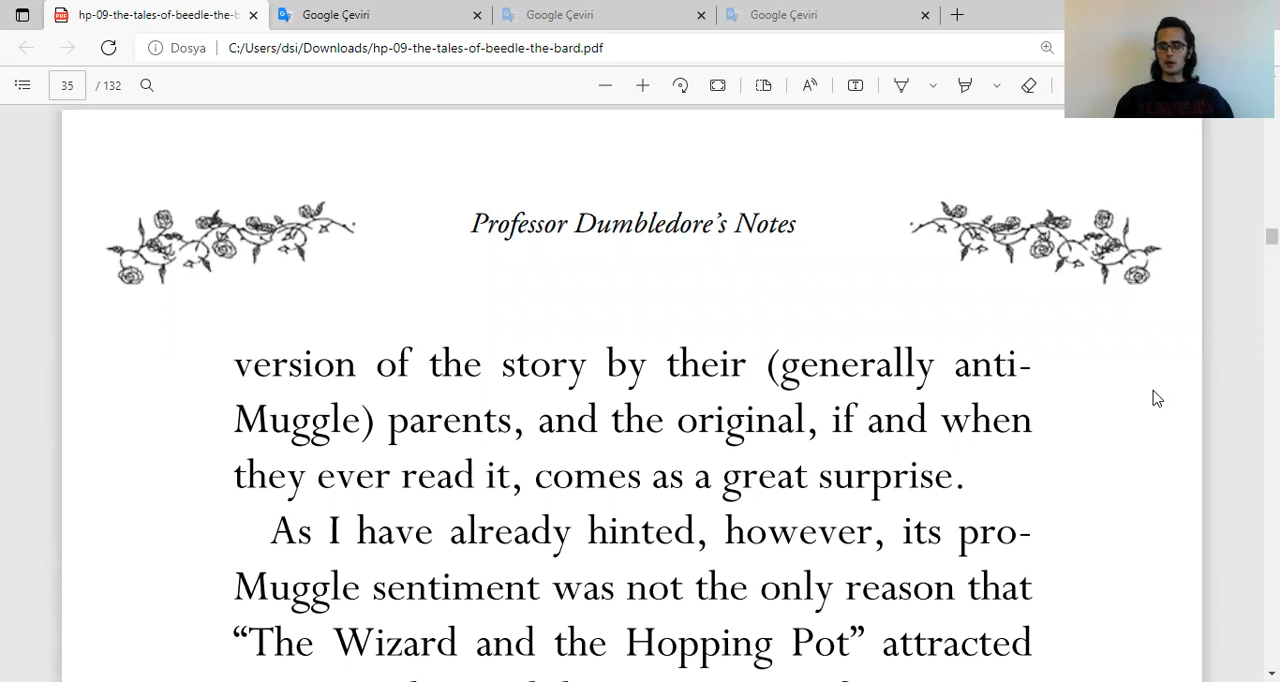 hp-09-the-tales-of-beedle-the-b
Google Çeviri
Google Çeviri
Google Çeviri
Dosya
C:/Users/dsi/Downloads/hp-09-the-tales-of-beedle-the-bard.pdf
35 / 132
Professor Dumbledore's Notes
version of the story by their (generally anti-
Muggle) parents, and the original, if and when
they ever read it, comes as a great surprise.
As I have already hinted, however, its pro-
Muggle sentiment was not the only reason that
“The Wizard and the Hopping Pot” attracted